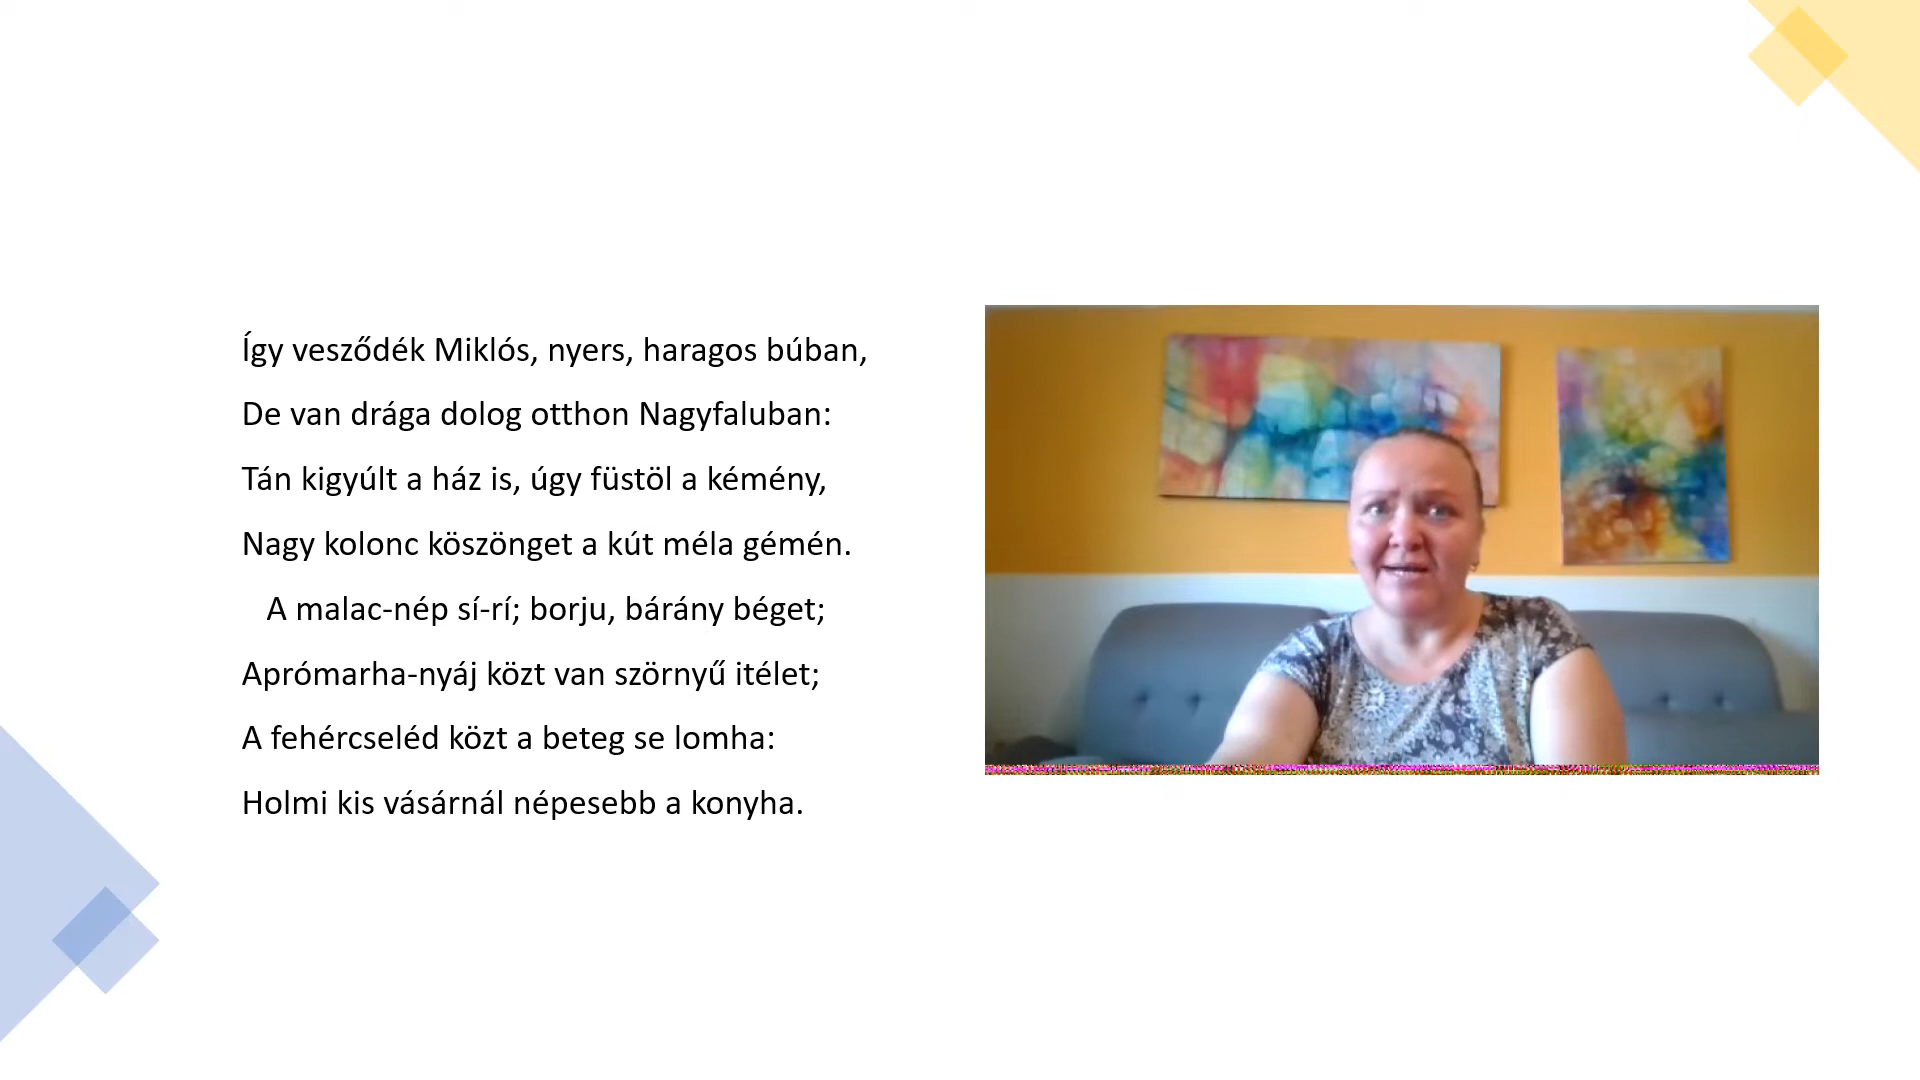 Így vesződék Miklós, nyers, haragos búban,
De van drága dolog otthon Nagyfaluban:
Tán kigyúlt a ház is, úgy füstöl a kémény,
Nagy kolonc köszönget a kút méla gémén.
A malac-nép sí-rí; borju, bárány béget;
Aprómarha-nyáj közt van szörnyű itélet;
A fehércseléd közt a beteg se lomha:
Holmi kis vásárnál népesebb a konyha.